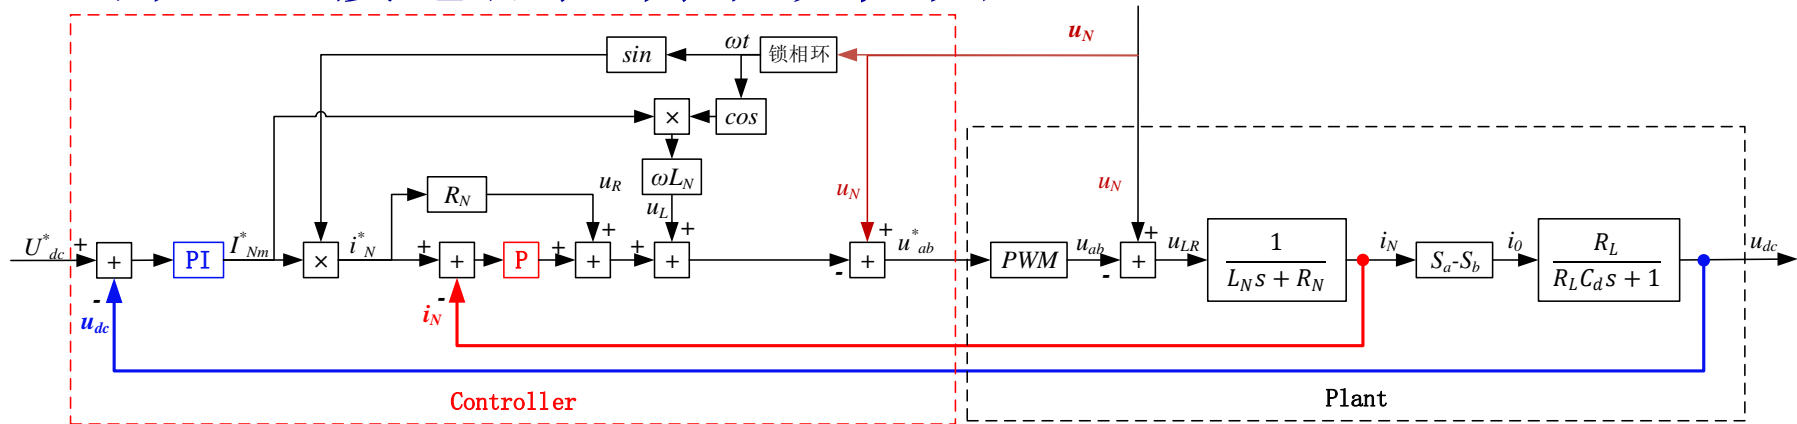 u_N
sin
ωt
锁相环
×
cos
ωL_N
R_N
u_R
u_L
u_N
u_N
U*_dc
+
+
-
PI
I*_Nm
×
i*_N
+
+
-
P
+
+
+
+
+
+
+
+
-
u*_ab
PWM
u_ab
+
+
-
u_LR
1
L_N s + R_N
i_N
S_a-S_b
i_0
R_L
R_L C_d s + 1
u_dc
u_dc
i_N
Controller
Plant